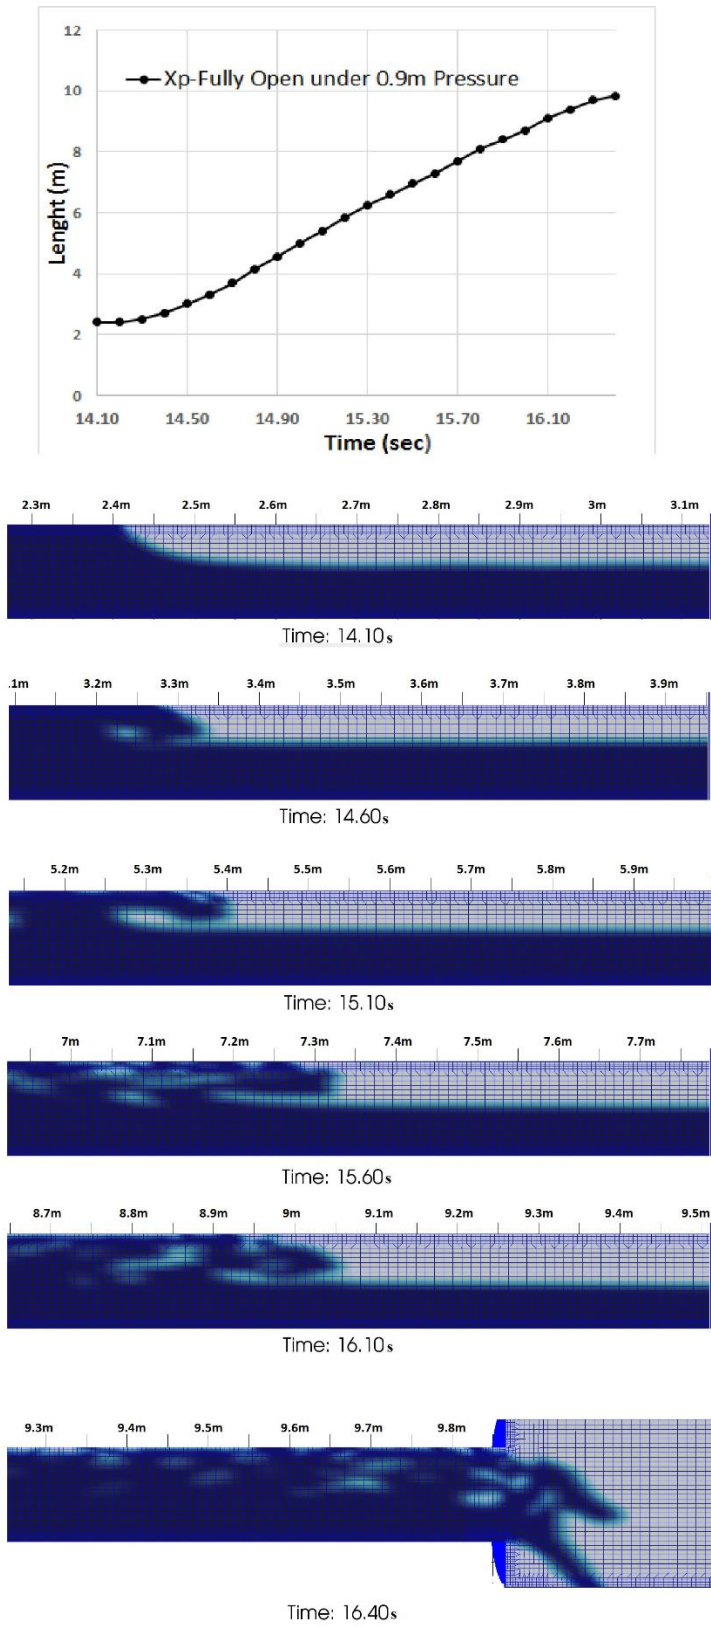 12
Xp-Fully Open under 0.9m Pressure
10
8
6
4
2
0
Lenght (m)
14.10 14.50 14.90 15.30 15.70 16.10
Time (sec)
2.3m 2.4m 2.5m 2.6m 2.7m 2.8m 2.9m 3m 3.1m
Time: 14.10s
.1m 3.2m 3.3m 3.4m 3.5m 3.6m 3.7m 3.8m 3.9m
Time: 14.60s
5.2m 5.3m 5.4m 5.5m 5.6m 5.7m 5.8m 5.9m
Time: 15.10s
7m 7.1m 7.2m 7.3m 7.4m 7.5m 7.6m 7.7m
Time: 15.60s
8.7m 8.8m 8.9m 9m 9.1m 9.2m 9.3m 9.4m 9.5m
Time: 16.10s
9.3m 9.4m 9.5m 9.6m 9.7m 9.8m
Time: 16.40s